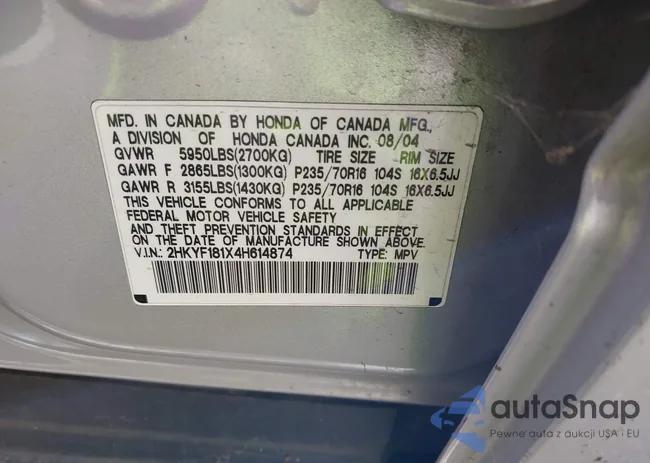 MFD. IN CANADA BY HONDA OF CANADA MFG.,
A DIVISION OF HONDA CANADA INC. 08/04
GVWR 5950LBS(2700KG) TIRE SIZE RIM SIZE
GAWR F 2865LBS(1300KG) P235/70R16 104S 16X6.5JJ
GAWR R 3155LBS(1430KG) P235/70R16 104S 16X6.5JJ
THIS VEHICLE CONFORMS TO ALL APPLICABLE
FEDERAL MOTOR VEHICLE SAFETY
AND THEFT PREVENTION STANDARDS IN EFFECT
ON THE DATE OF MANUFACTURE SHOWN ABOVE.
V.I.N.: 2HKYF181X4H614874 TYPE: MPV
autaSnap
Pewne auta z aukcji USA i EU